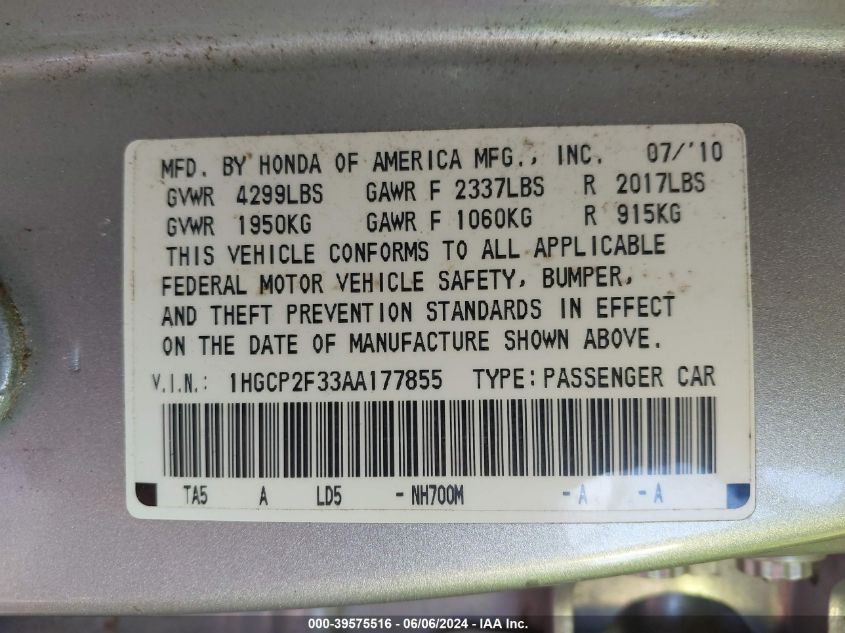 MFD. BY HONDA OF AMERICA MFG., INC. 07/'10
GVWR 4299LBS GAWR F 2337LBS R 2017LBS
GVWR 1950KG GAWR F 1060KG R 915KG
THIS VEHICLE CONFORMS TO ALL APPLICABLE
FEDERAL MOTOR VEHICLE SAFETY, BUMPER,
AND THEFT PREVENTION STANDARDS IN EFFECT
ON THE DATE OF MANUFACTURE SHOWN ABOVE.
V.I.N.: 1HGCP2F33AA177855 TYPE: PASSENGER CAR
TA5 A LD5 - NH700M - A - A
000-39575516 - 06/06/2024 - IAA Inc.